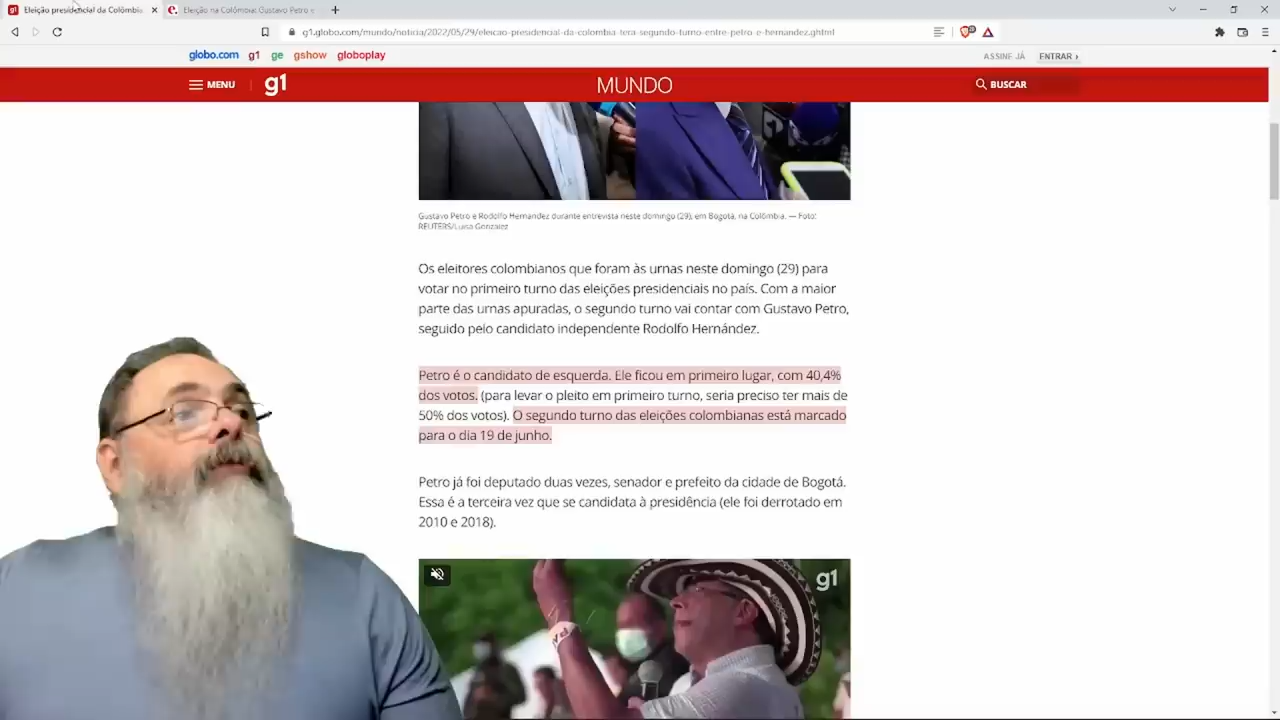 Eleição presidencial da Colômbia
Eleição na Colômbia: Gustavo Petro e
g1.globo.com/mundo/noticia/2022/05/29/eleicao-presidencial-da-colombia-tera-segundo-turno-entre-petro-e-hernandez.ghtml
globo.com g1 ge gshow globoplay
ASSINE JÁ ENTRAR ›
MENU g1 MUNDO BUSCAR
Gustavo Petro e Rodolfo Hernandez durante entrevista neste domingo (29), em Bogotá, na Colômbia. — Foto:
REUTERS/Luisa Gonzalez
Os eleitores colombianos que foram às urnas neste domingo (29) para
votar no primeiro turno das eleições presidenciais no país. Com a maior
parte das urnas apuradas, o segundo turno vai contar com Gustavo Petro,
seguido pelo candidato independente Rodolfo Hernández.
Petro é o candidato de esquerda. Ele ficou em primeiro lugar, com 40,4%
dos votos. (para levar o pleito em primeiro turno, seria preciso ter mais de
50% dos votos). O segundo turno das eleições colombianas está marcado
para o dia 19 de junho.
Petro já foi deputado duas vezes, senador e prefeito da cidade de Bogotá.
Essa é a terceira vez que se candidata à presidência (ele foi derrotado em
2010 e 2018).
g1